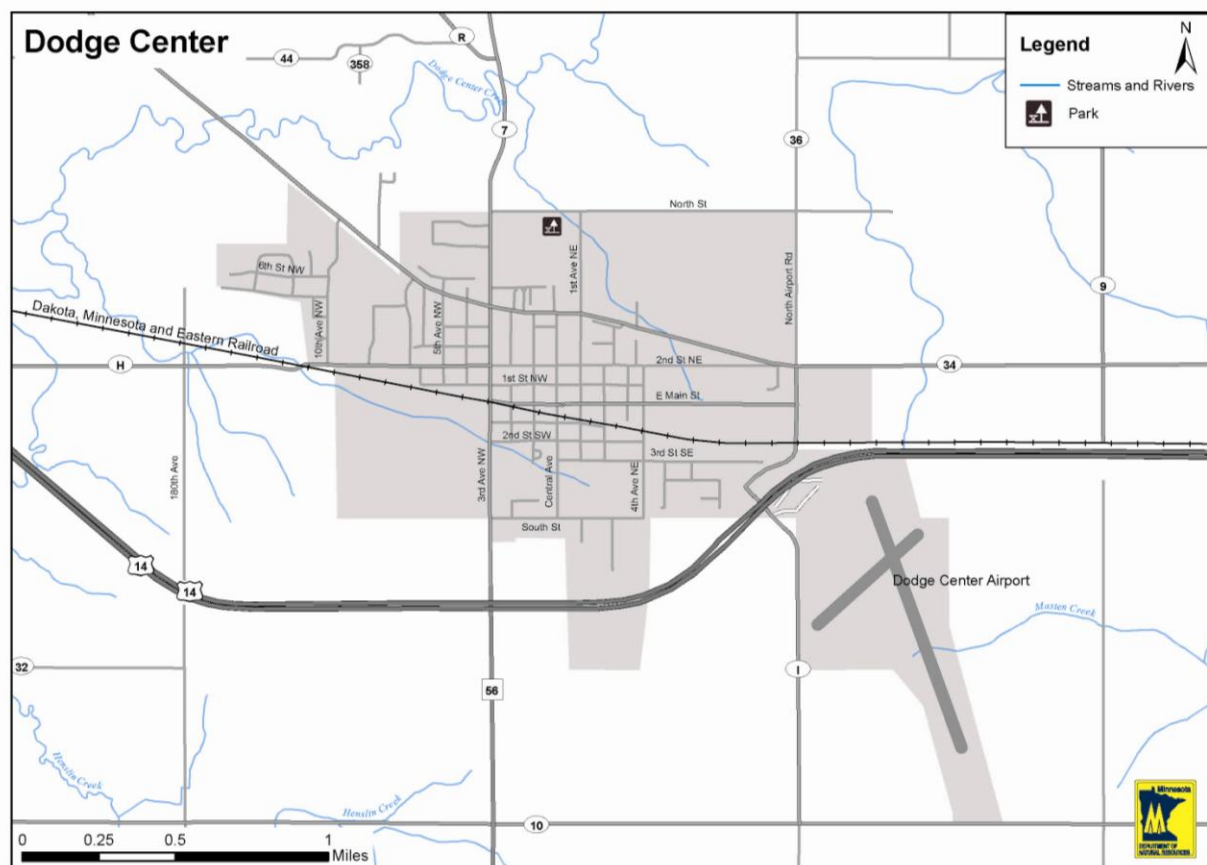 Dodge Center
Legend
N
Streams and Rivers
Park
44
358
R
Dodge Center Creek
7
36
9
North St
1st Ave NE
North Airport Rd
6th St NW
10th Ave NW
5th Ave NW
Dakota, Minnesota and Eastern Railroad
H
2nd St NE
34
1st St NW
E Main St
2nd St SW
3rd St SE
180th Ave
3rd Ave NW
Central Ave
4th Ave NE
South St
14
14
Dodge Center Airport
Masten Creek
32
56
I
Henslin Creek
Henslin Creek
10
0 0.25 0.5 1
Miles
Minnesota
DEPARTMENT OF
NATURAL RESOURCES